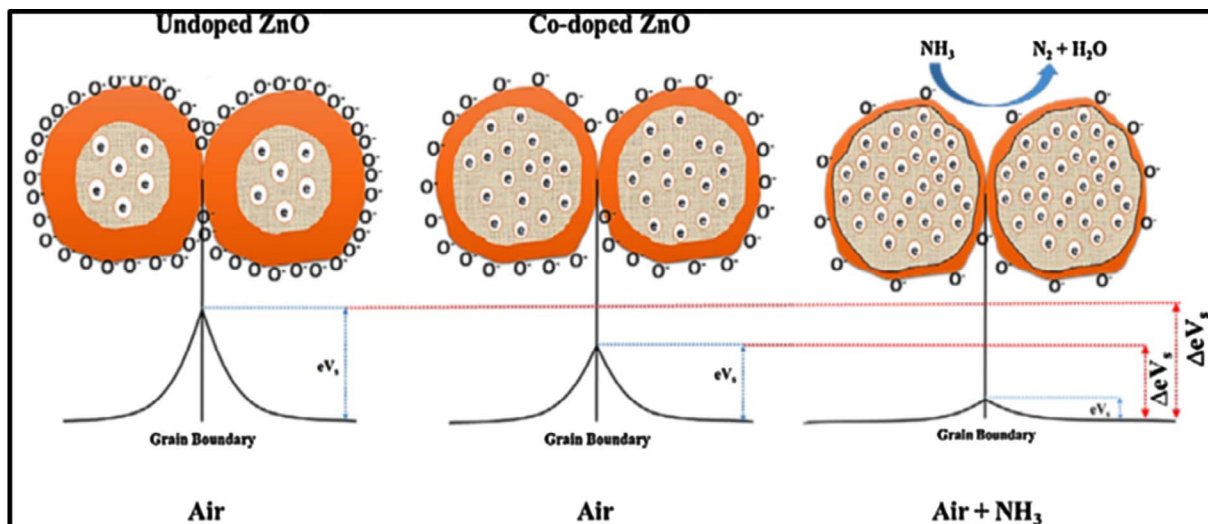 Undoped ZnO
Co-doped ZnO
NH₃
N₂ + H₂O
O⁻ O⁻ O⁻ O⁻ O⁻ O⁻ O⁻
e e e e e e
eVₛ
eVₛ
eVₛ
ΔeVₛ
ΔeVₛ
Grain Boundary
Grain Boundary
Grain Boundary
Air
Air
Air + NH₃